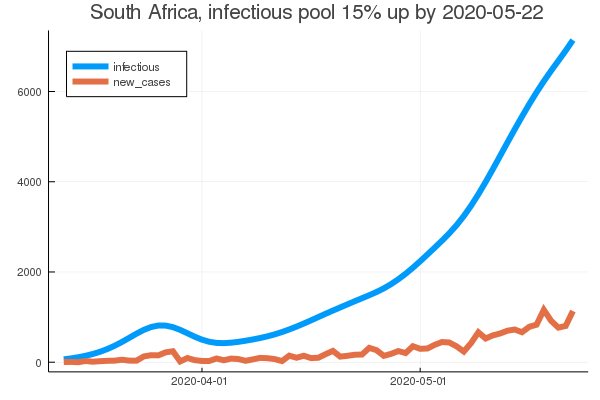 South Africa, infectious pool 15% up by 2020-05-22
infectious
new_cases
6000
4000
2000
0
2020-04-01
2020-05-01